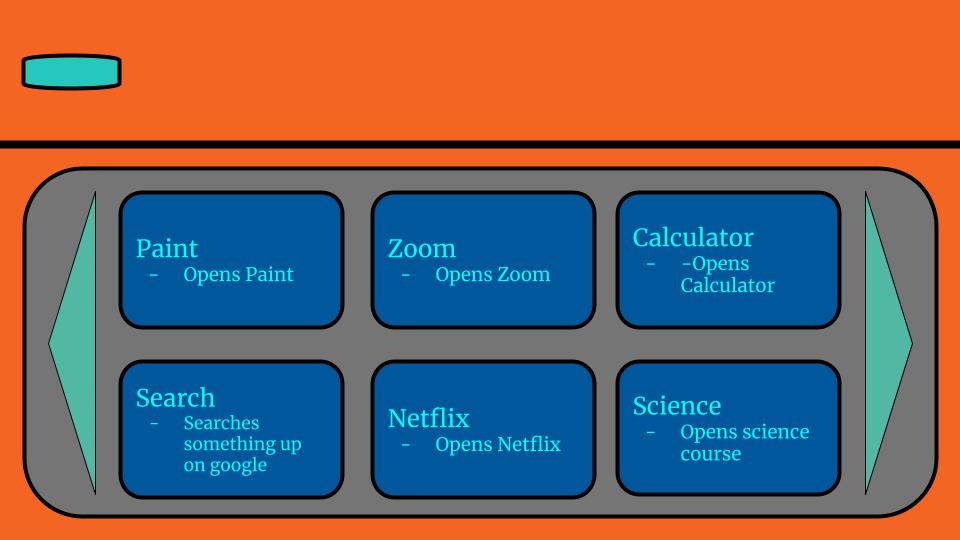 Paint
- Opens Paint
Zoom
- Opens Zoom
Calculator
- -Opens
Calculator
Search
- Searches
something up
on google
Netflix
- Opens Netflix
Science
- Opens science
course